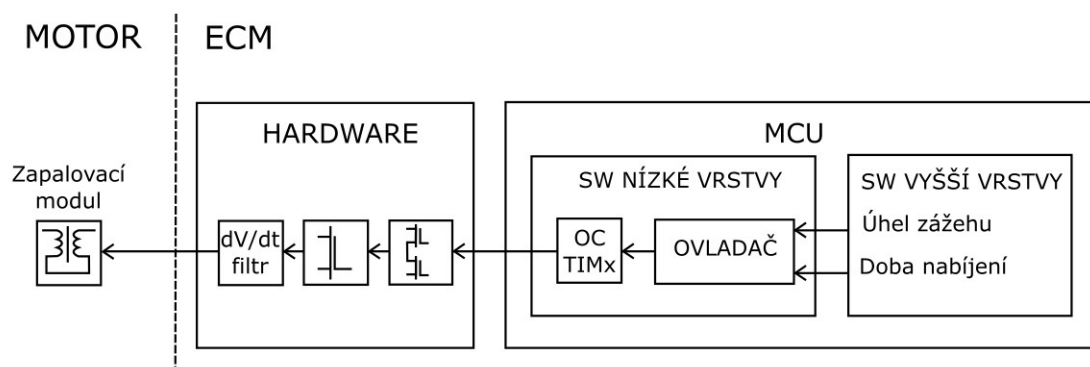 MOTOR
ECM
HARDWARE
MCU
Zapalovací
modul
dV/dt
filtr
SW NÍZKÉ VRSTVY
OC
TIMx
OVLADAČ
SW VYŠŠÍ VRSTVY
Úhel zážehu
Doba nabíjení